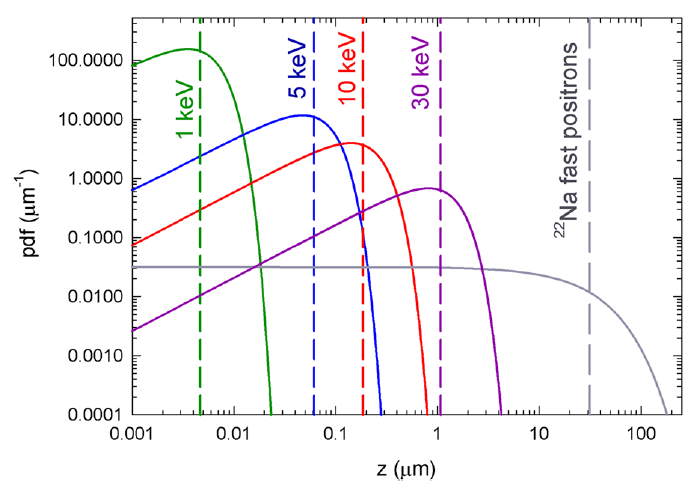 100.0000
10.0000
1.0000
0.1000
0.0100
0.0010
0.0001
pdf (μm⁻¹)
1 keV
5 keV
10 keV
30 keV
²²Na fast positrons
0.001
0.01
0.1
1
10
100
z (μm)